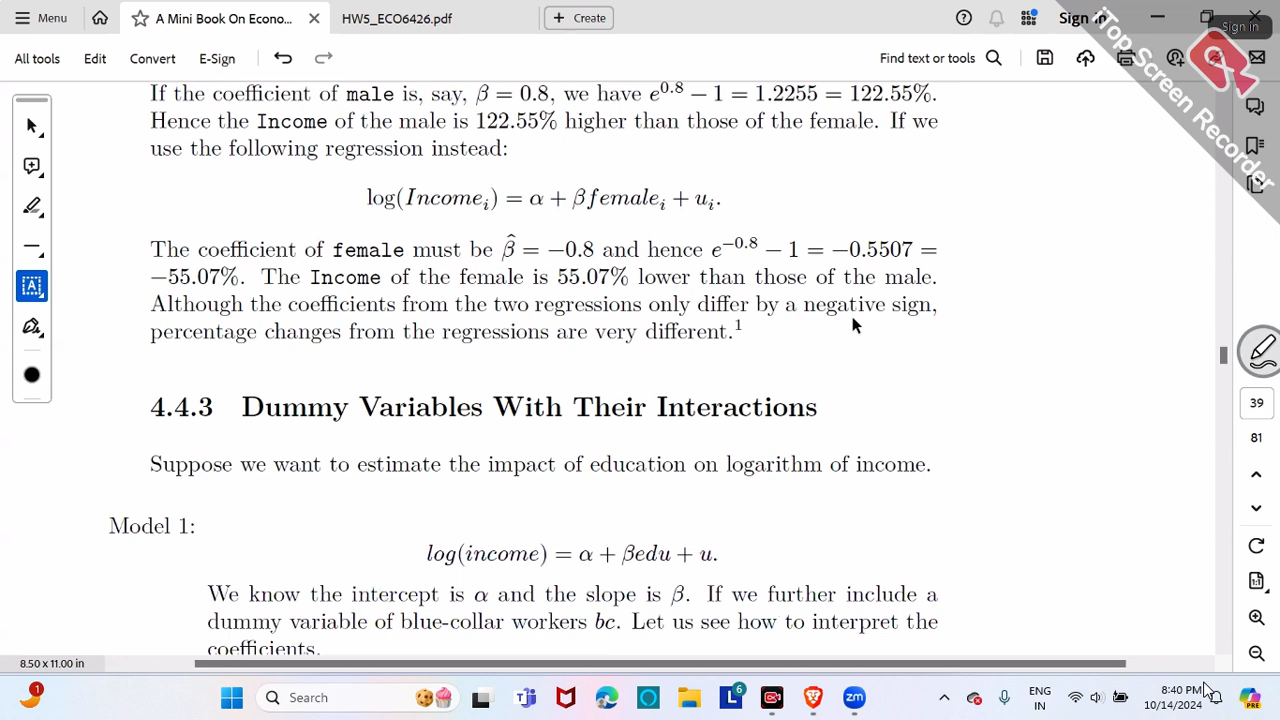 Menu
A Mini Book On Econo...
HW5_ECO6426.pdf
Create
Sign in
Sign in
All tools
Edit
Convert
E-Sign
Find text or tools
iTop Screen Recorder
If the coefficient of male is, say, β = 0.8, we have e^0.8 − 1 = 1.2255 = 122.55%.
Hence the Income of the male is 122.55% higher than those of the female. If we
use the following regression instead:
log(Income_i) = α + βfemale_i + u_i.
The coefficient of female must be β̂ = −0.8 and hence e^−0.8 − 1 = −0.5507 =
−55.07%. The Income of the female is 55.07% lower than those of the male.
Although the coefficients from the two regressions only differ by a negative sign,
percentage changes from the regressions are very different.^1
4.4.3 Dummy Variables With Their Interactions
Suppose we want to estimate the impact of education on logarithm of income.
Model 1:
log(income) = α + βedu + u.
We know the intercept is α and the slope is β. If we further include a
dummy variable of blue-collar workers bc. Let us see how to interpret the
coefficients.
39
81
8.50 x 11.00 in
1
Search
6
ENG
IN
8:40 PM
10/14/2024
PRE